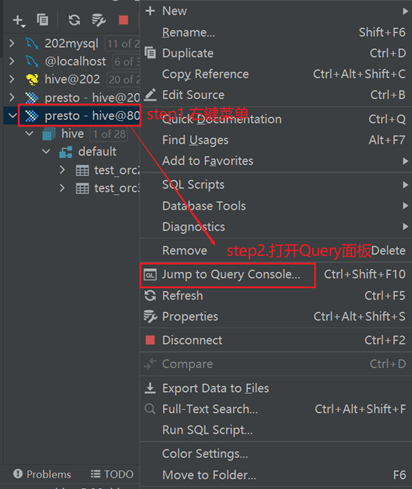 202mysql 11 of 2
@localhost 6 of 2
hive@202 20 of 2
presto - hive@20
presto - hive@80
hive 1 of 28
default
test_orc2
test_orc3
Problems
TODO
New
Rename... Shift+F6
Duplicate Ctrl+D
Copy Reference Ctrl+Alt+Shift+C
Edit Source Ctrl+B
step1.右键菜单
Quick Documentation Ctrl+Q
Find Usages Alt+F7
Add to Favorites
SQL Scripts
Database Tools
Diagnostics
Remove Delete
step2.打开Query面板
Jump to Query Console... Ctrl+Shift+F10
QL
Refresh Ctrl+F5
Properties Ctrl+Alt+Shift+S
Disconnect Ctrl+F2
Compare Ctrl+D
Export Data to Files
Full-Text Search... Ctrl+Alt+Shift+F
Run SQL Script...
Color Settings...
Move to Folder... F6